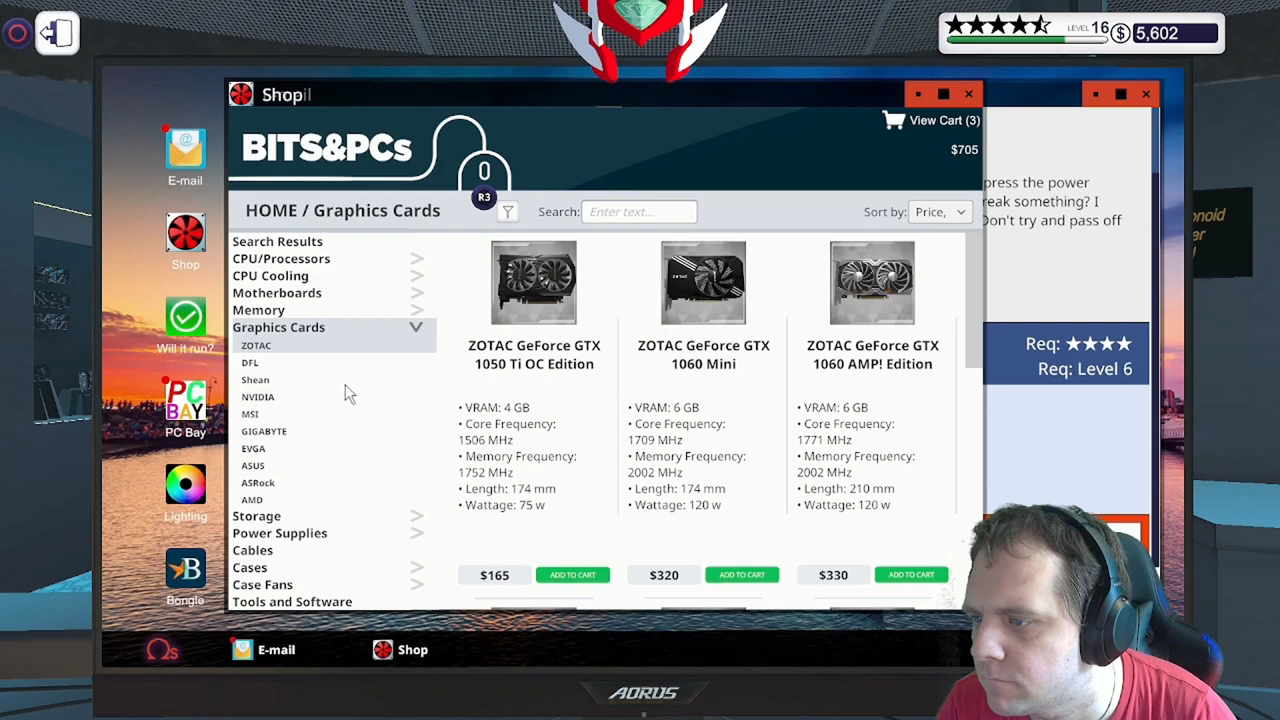 LEVEL 16 $ 5,602
Shop
BITS&PCs
View Cart (3)
$705
R3
HOME / Graphics Cards
Search: Enter text...
Sort by: Price,
E-mail
Shop
Will it run?
PC
BAY
PC Bay
Lighting
B
Bongle
Search Results
CPU/Processors
CPU Cooling
Motherboards
Memory
Graphics Cards
ZOTAC
DFL
Shean
NVIDIA
MSI
GIGABYTE
EVGA
ASUS
ASRock
AMD
Storage
Power Supplies
Cables
Cases
Case Fans
Tools and Software
ZOTAC GeForce GTX
1050 Ti OC Edition
• VRAM: 4 GB
• Core Frequency:
1506 MHz
• Memory Frequency:
1752 MHz
• Length: 174 mm
• Wattage: 75 w
$165 ADD TO CART
ZOTAC GeForce GTX
1060 Mini
• VRAM: 6 GB
• Core Frequency:
1709 MHz
• Memory Frequency:
2002 MHz
• Length: 174 mm
• Wattage: 120 w
$320 ADD TO CART
ZOTAC GeForce GTX
1060 AMP! Edition
• VRAM: 6 GB
• Core Frequency:
1771 MHz
• Memory Frequency:
2002 MHz
• Length: 210 mm
• Wattage: 120 w
$330 ADD TO CART
press the power
reak something? I
Don't try and pass off
Req: ★★★★
Req: Level 6
onoid
er
Ωs
E-mail
Shop
AORUS